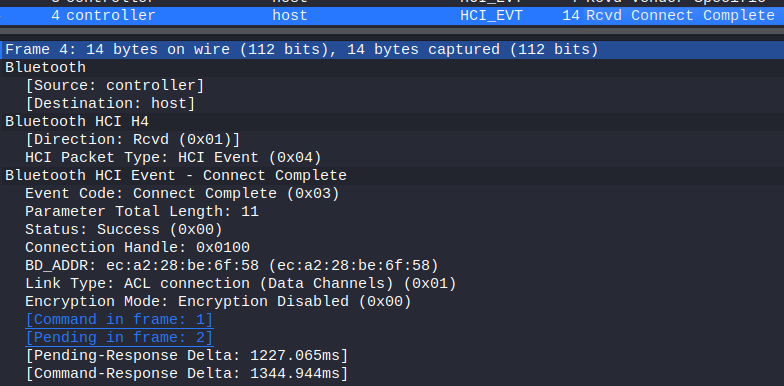 4 controller host HCI_EVT 14 Rcvd Connect Complete
Frame 4: 14 bytes on wire (112 bits), 14 bytes captured (112 bits)
Bluetooth
[Source: controller]
[Destination: host]
Bluetooth HCI H4
[Direction: Rcvd (0x01)]
HCI Packet Type: HCI Event (0x04)
Bluetooth HCI Event - Connect Complete
Event Code: Connect Complete (0x03)
Parameter Total Length: 11
Status: Success (0x00)
Connection Handle: 0x0100
BD_ADDR: ec:a2:28:be:6f:58 (ec:a2:28:be:6f:58)
Link Type: ACL connection (Data Channels) (0x01)
Encryption Mode: Encryption Disabled (0x00)
[Command in frame: 1]
[Pending in frame: 2]
[Pending-Response Delta: 1227.065ms]
[Command-Response Delta: 1344.944ms]